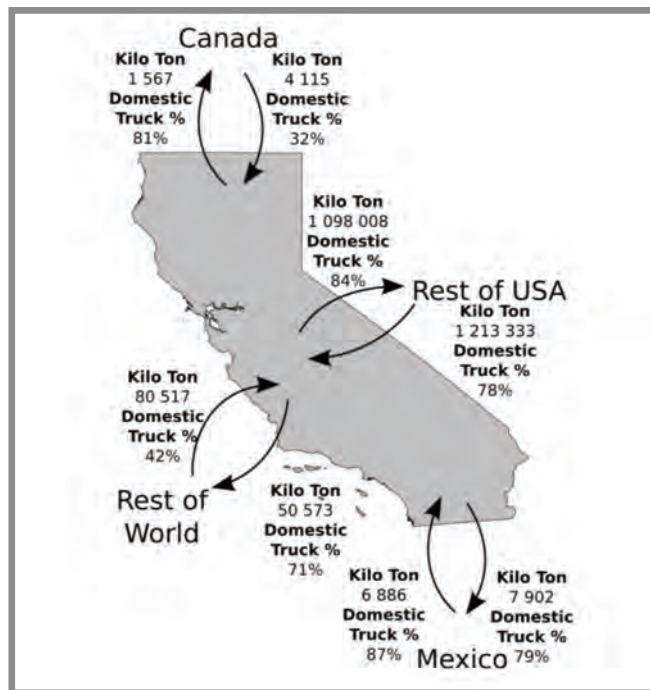 Canada
Kilo Ton
1 567
Domestic
Truck %
81%
Kilo Ton
4 115
Domestic
Truck %
32%
Kilo Ton
1 098 008
Domestic
Truck %
84%
Rest of USA
Kilo Ton
1 213 333
Domestic
Truck %
78%
Kilo Ton
80 517
Domestic
Truck %
42%
Rest of
World
Kilo Ton
50 573
Domestic
Truck %
71%
Kilo Ton
6 886
Domestic
Truck %
87%
Kilo Ton
7 902
Domestic
Truck %
79%
Mexico